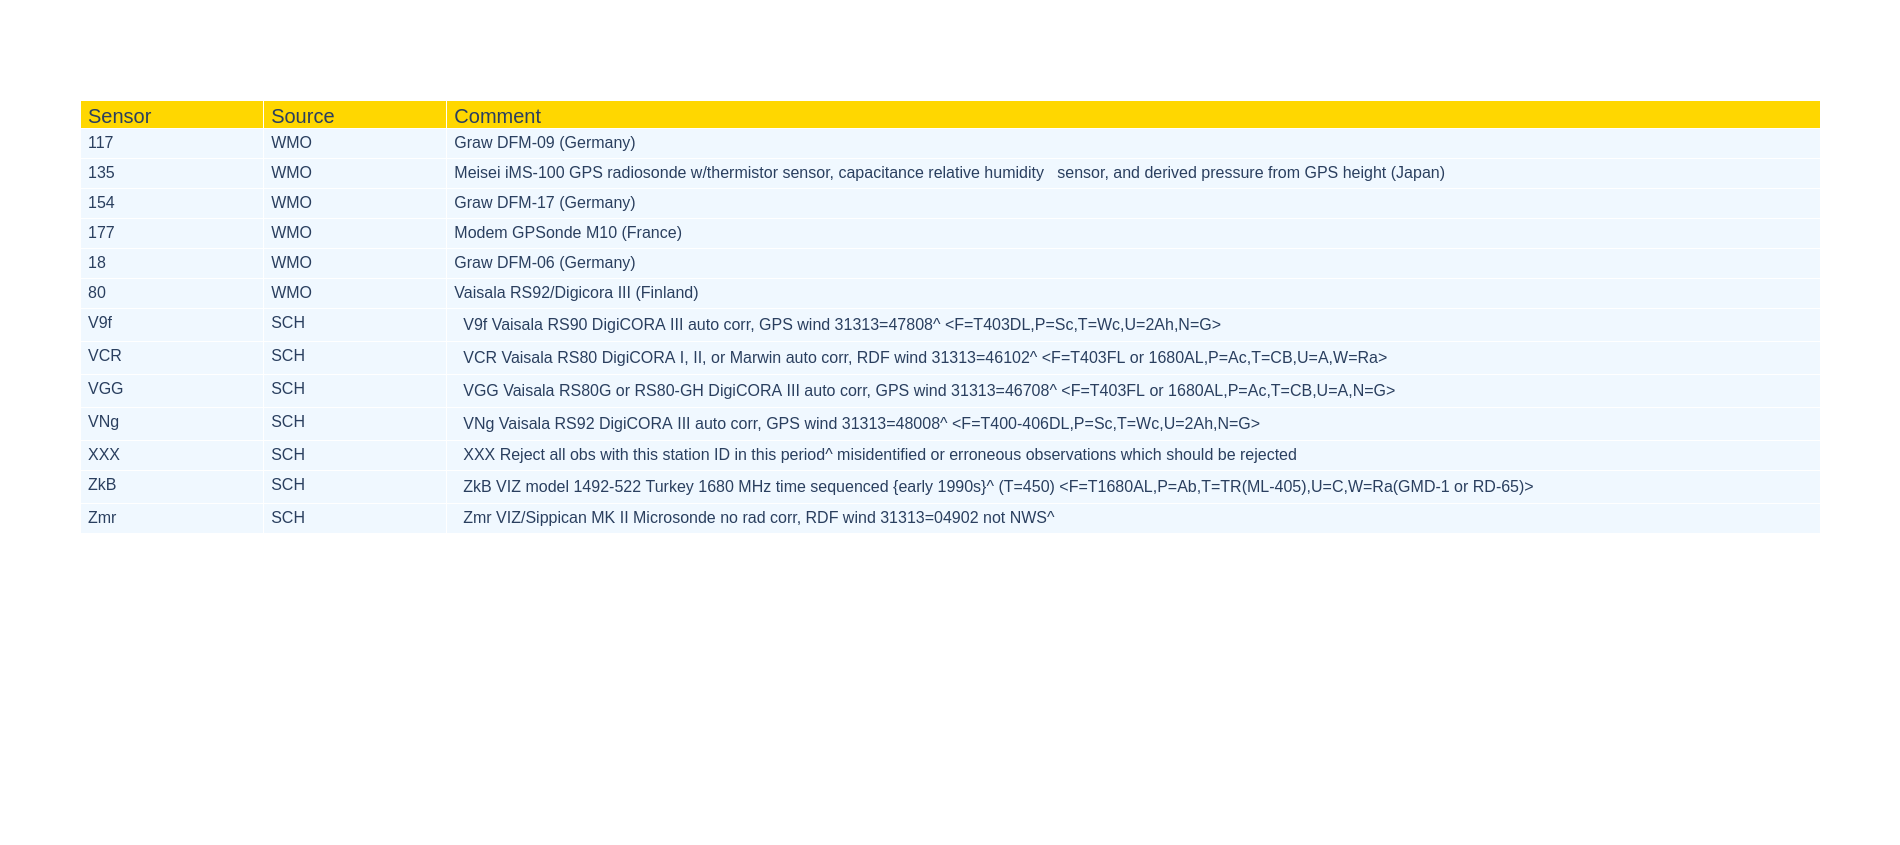 Sensor Source Comment
117 WMO Graw DFM-09 (Germany)
135 WMO Meisei iMS-100 GPS radiosonde w/thermistor sensor, capacitance relative humidity   sensor, and derived pressure from GPS height (Japan)
154 WMO Graw DFM-17 (Germany)
177 WMO Modem GPSonde M10 (France)
18 WMO Graw DFM-06 (Germany)
80 WMO Vaisala RS92/Digicora III (Finland)
V9f SCH V9f Vaisala RS90 DigiCORA III auto corr, GPS wind 31313=47808^ <F=T403DL,P=Sc,T=Wc,U=2Ah,N=G>
VCR SCH VCR Vaisala RS80 DigiCORA I, II, or Marwin auto corr, RDF wind 31313=46102^ <F=T403FL or 1680AL,P=Ac,T=CB,U=A,W=Ra>
VGG SCH VGG Vaisala RS80G or RS80-GH DigiCORA III auto corr, GPS wind 31313=46708^ <F=T403FL or 1680AL,P=Ac,T=CB,U=A,N=G>
VNg SCH VNg Vaisala RS92 DigiCORA III auto corr, GPS wind 31313=48008^ <F=T400-406DL,P=Sc,T=Wc,U=2Ah,N=G>
XXX SCH XXX Reject all obs with this station ID in this period^ misidentified or erroneous observations which should be rejected
ZkB SCH ZkB VIZ model 1492-522 Turkey 1680 MHz time sequenced {early 1990s}^ (T=450) <F=T1680AL,P=Ab,T=TR(ML-405),U=C,W=Ra(GMD-1 or RD-65)>
Zmr SCH Zmr VIZ/Sippican MK II Microsonde no rad corr, RDF wind 31313=04902 not NWS^